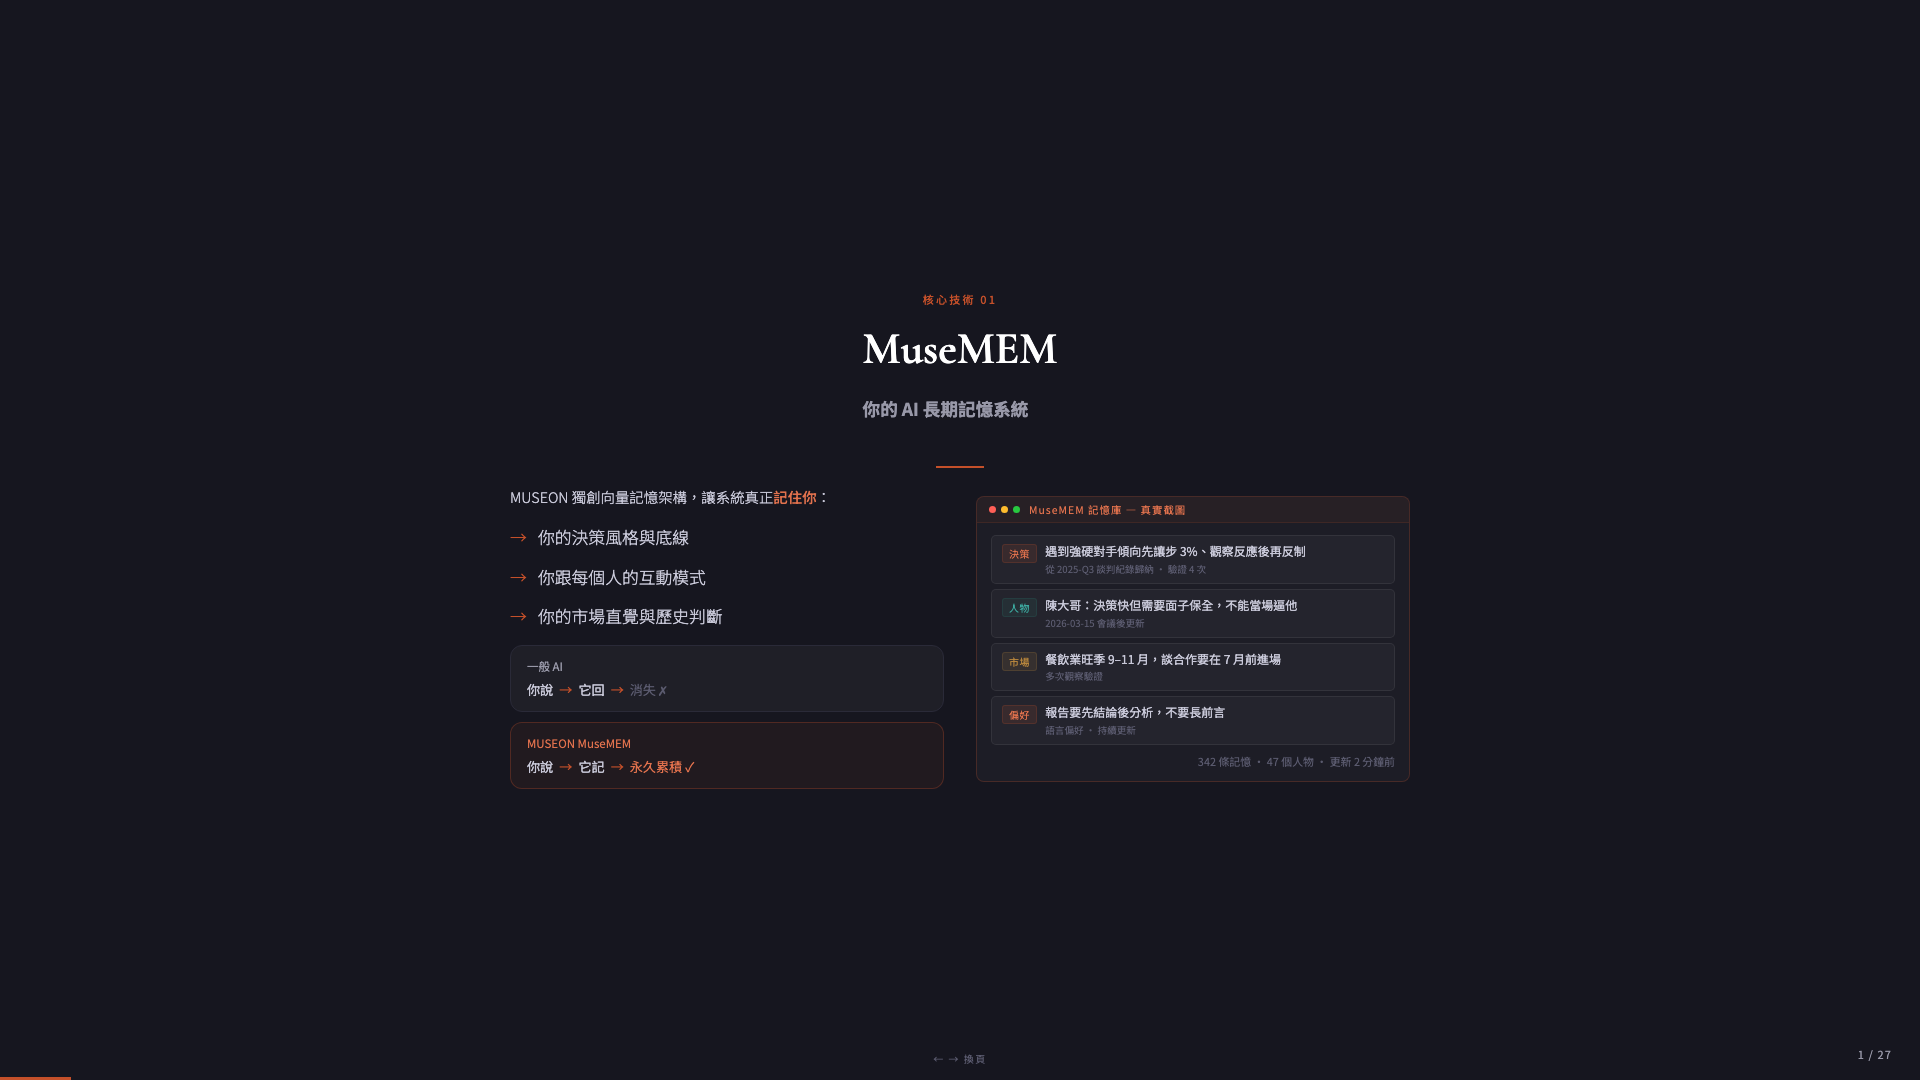 核心技術 01
MuseMEM
你的 AI 長期記憶系統
MUSEON 獨創向量記憶架構，讓系統真正記住你：
→ 你的決策風格與底線
→ 你跟每個人的互動模式
→ 你的市場直覺與歷史判斷
一般 AI
你說 → 它回 → 消失 ✗
MUSEON MuseMEM
你說 → 它記 → 永久累積 ✓
MuseMEM 記憶庫 — 真實截圖
決策 遇到強硬對手傾向先讓步 3%、觀察反應後再反制
從 2025-Q3 談判紀錄歸納 · 驗證 4 次
人物 陳大哥：決策快但需要面子保全，不能當場逼他
2026-03-15 會議後更新
市場 餐飲業旺季 9–11 月，談合作要在 7 月前進場
多次觀察驗證
偏好 報告要先結論後分析，不要長前言
語言偏好 · 持續更新
342 條記憶 · 47 個人物 · 更新 2 分鐘前
← → 換頁
1 / 27